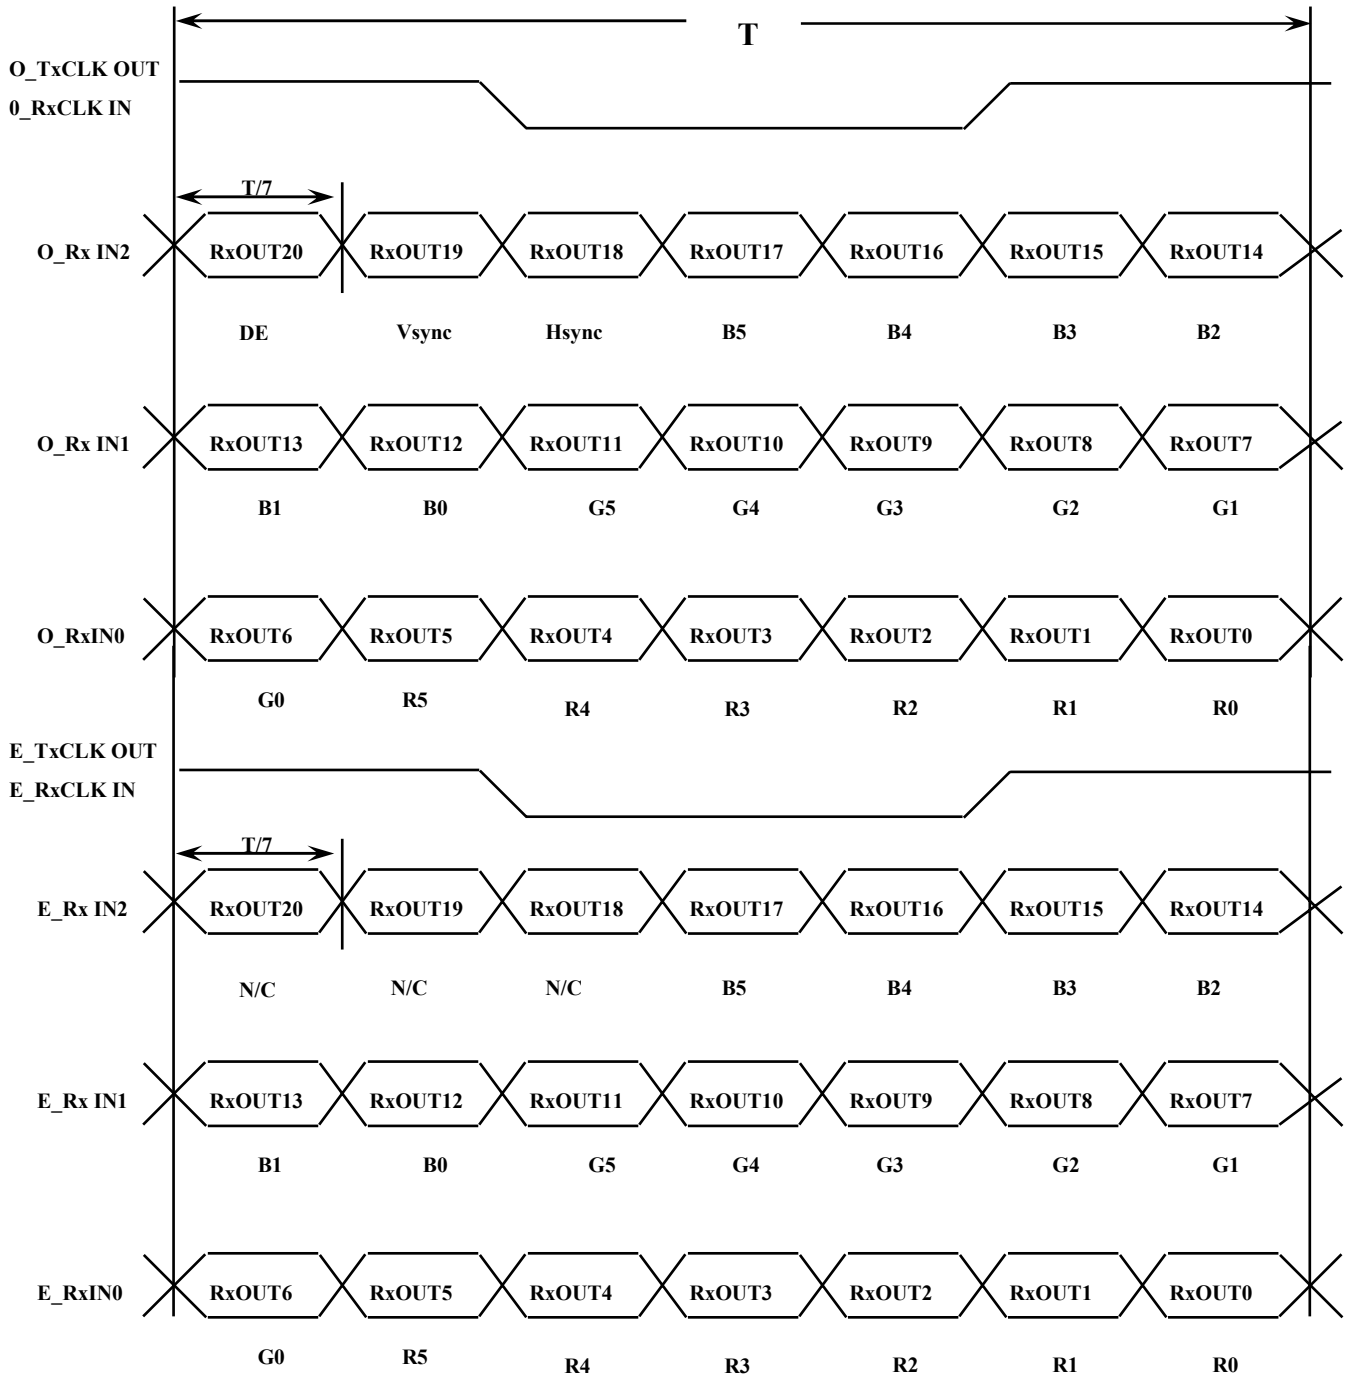 T
O_TxCLK OUT
0_RxCLK IN
T/7
O_Rx IN2 RxOUT20 RxOUT19 RxOUT18 RxOUT17 RxOUT16 RxOUT15 RxOUT14
DE Vsync Hsync B5 B4 B3 B2
O_Rx IN1 RxOUT13 RxOUT12 RxOUT11 RxOUT10 RxOUT9 RxOUT8 RxOUT7
B1 B0 G5 G4 G3 G2 G1
O_RxIN0 RxOUT6 RxOUT5 RxOUT4 RxOUT3 RxOUT2 RxOUT1 RxOUT0
G0 R5 R4 R3 R2 R1 R0
E_TxCLK OUT
E_RxCLK IN
T/7
E_Rx IN2 RxOUT20 RxOUT19 RxOUT18 RxOUT17 RxOUT16 RxOUT15 RxOUT14
N/C N/C N/C B5 B4 B3 B2
E_Rx IN1 RxOUT13 RxOUT12 RxOUT11 RxOUT10 RxOUT9 RxOUT8 RxOUT7
B1 B0 G5 G4 G3 G2 G1
E_RxIN0 RxOUT6 RxOUT5 RxOUT4 RxOUT3 RxOUT2 RxOUT1 RxOUT0
G0 R5 R4 R3 R2 R1 R0